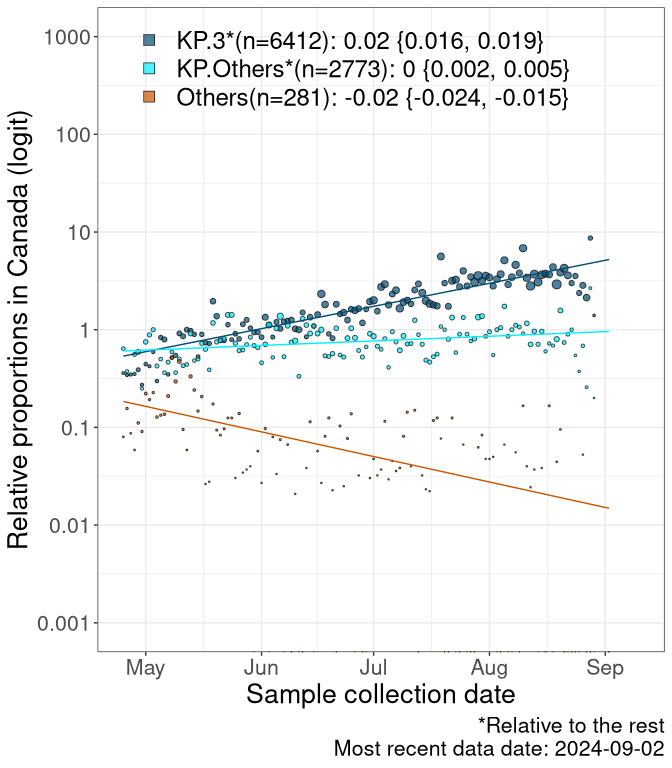 KP.3*(n=6412): 0.02 {0.016, 0.019}
KP.Others*(n=2773): 0 {0.002, 0.005}
Others(n=281): -0.02 {-0.024, -0.015}
Relative proportions in Canada (logit)
1000
100
10
1
0.1
0.01
0.001
May Jun Jul Aug Sep
Sample collection date
*Relative to the rest
Most recent data date: 2024-09-02